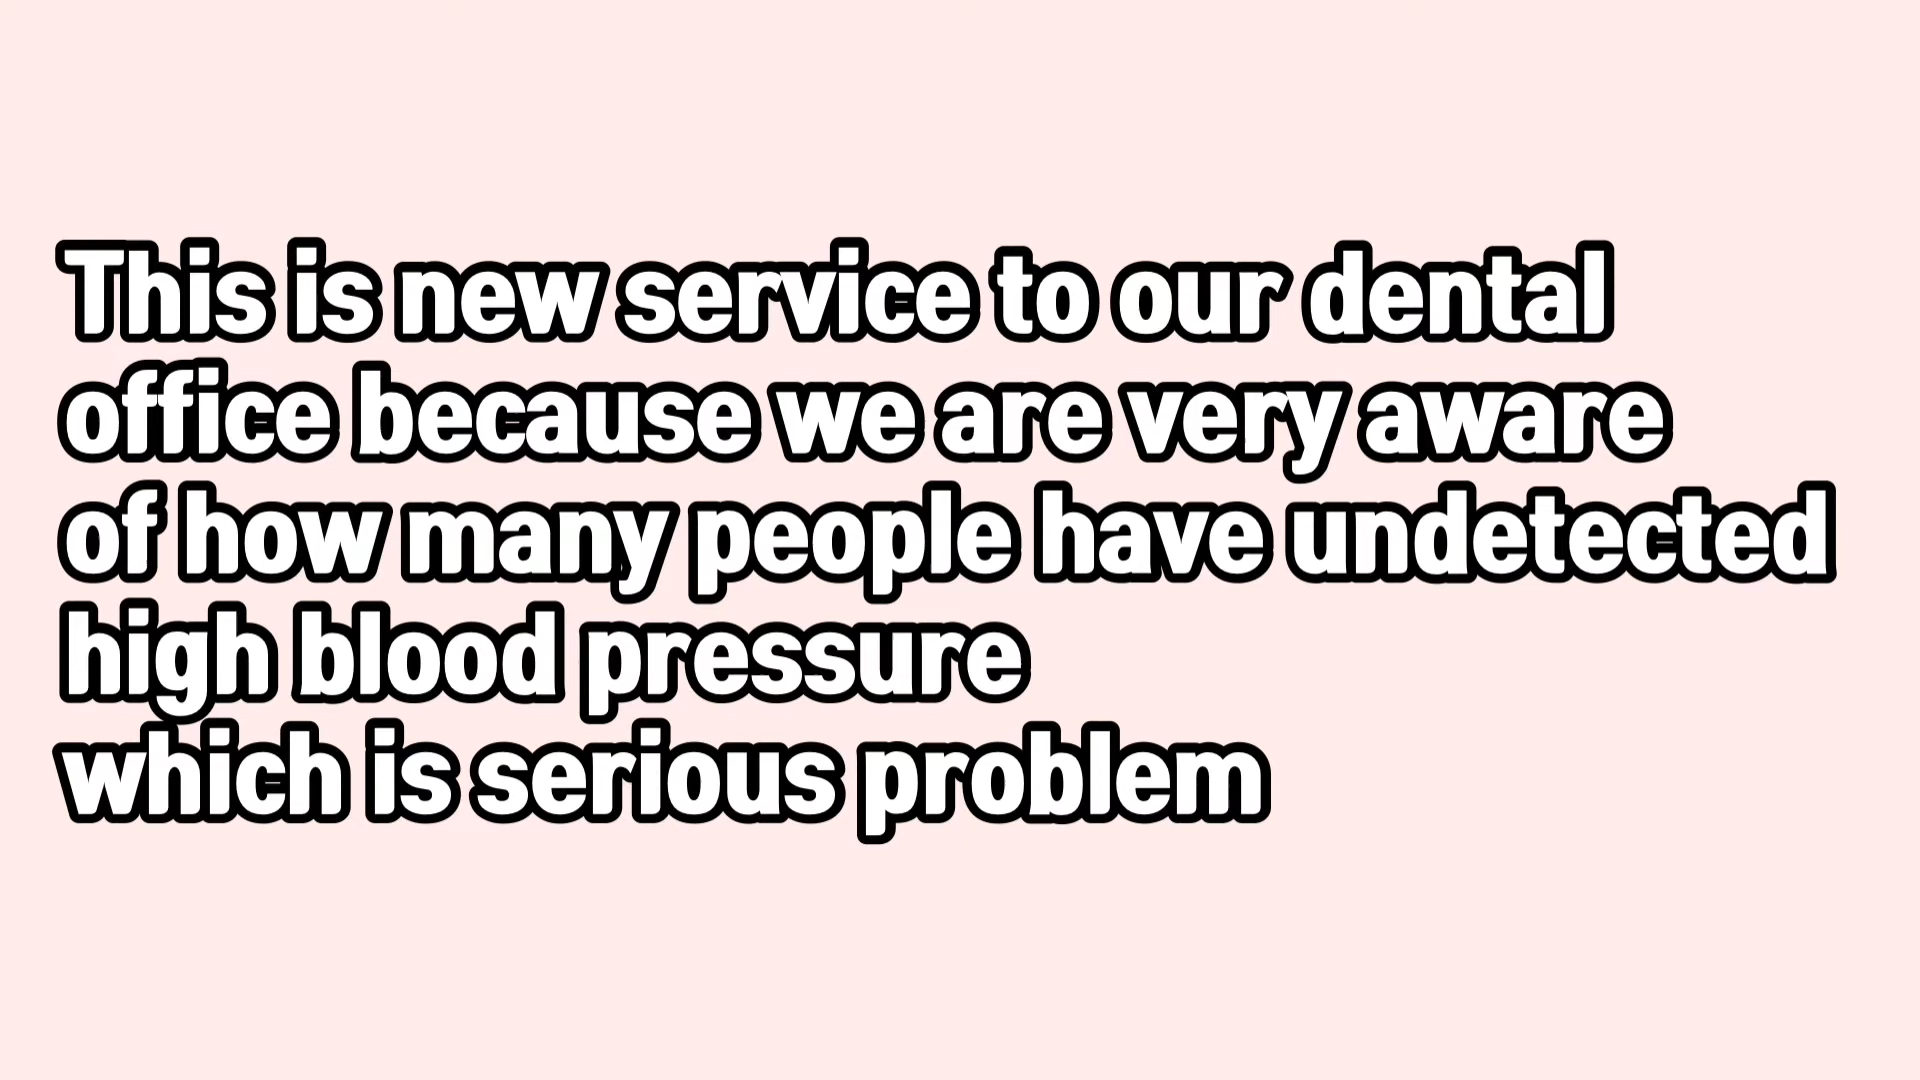 This is new service to our dental
office because we are very aware
of how many people have undetected
high blood pressure
which is serious problem